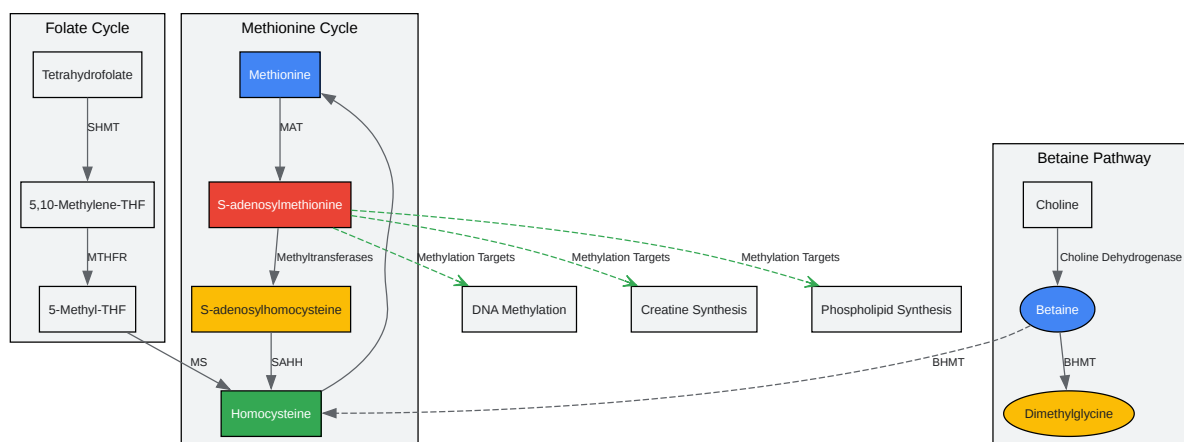 Folate Cycle
Methionine Cycle
Tetrahydrofolate
Methionine
SHMT
MAT
Betaine Pathway
5,10-Methylene-THF
S-adenosylmethionine
Choline
MTHFR
Methyltransferases
Methylation Targets
Methylation Targets
Methylation Targets
Choline Dehydrogenase
5-Methyl-THF
S-adenosylhomocysteine
DNA Methylation
Creatine Synthesis
Phospholipid Synthesis
Betaine
MS
SAHH
BHMT
BHMT
Homocysteine
Dimethylglycine